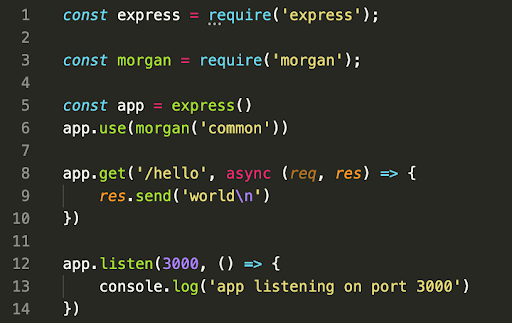 1 const express = require('express');
2
3 const morgan = require('morgan');
4
5 const app = express()
6 app.use(morgan('common'))
7
8 app.get('/hello', async (req, res) => {
9     res.send('world\n')
10 })
11
12 app.listen(3000, () => {
13     console.log('app listening on port 3000')
14 })